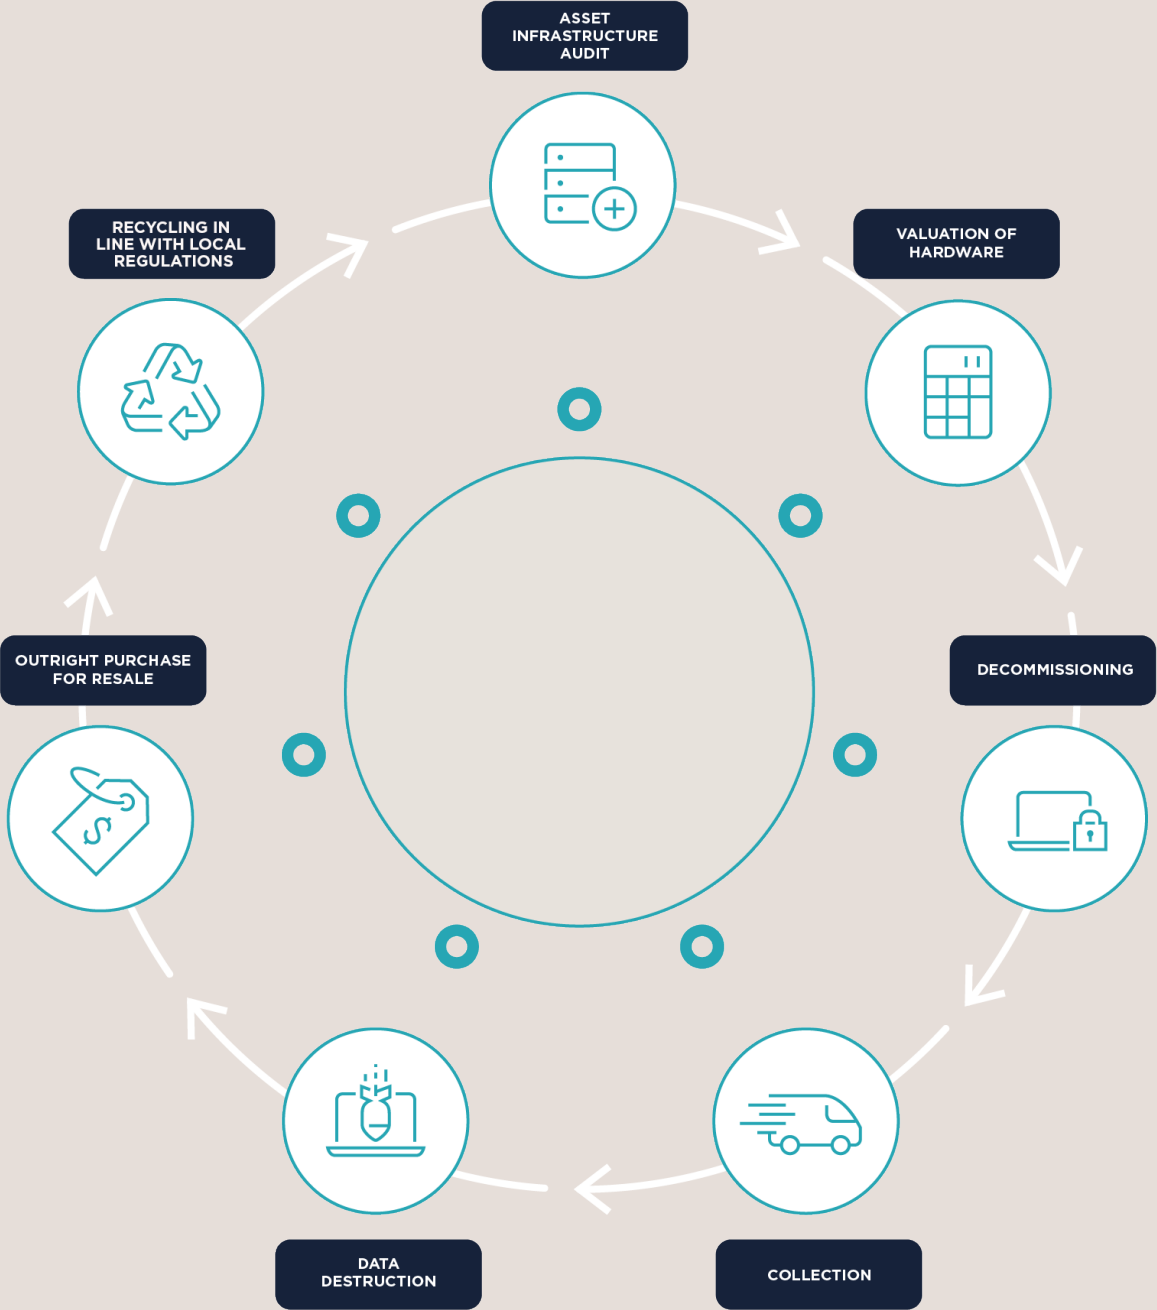 ASSET
INFRASTRUCTURE
AUDIT
VALUATION OF
HARDWARE
DECOMMISSIONING
COLLECTION
DATA
DESTRUCTION
OUTRIGHT PURCHASE
FOR RESALE
RECYCLING IN
LINE WITH LOCAL
REGULATIONS
$